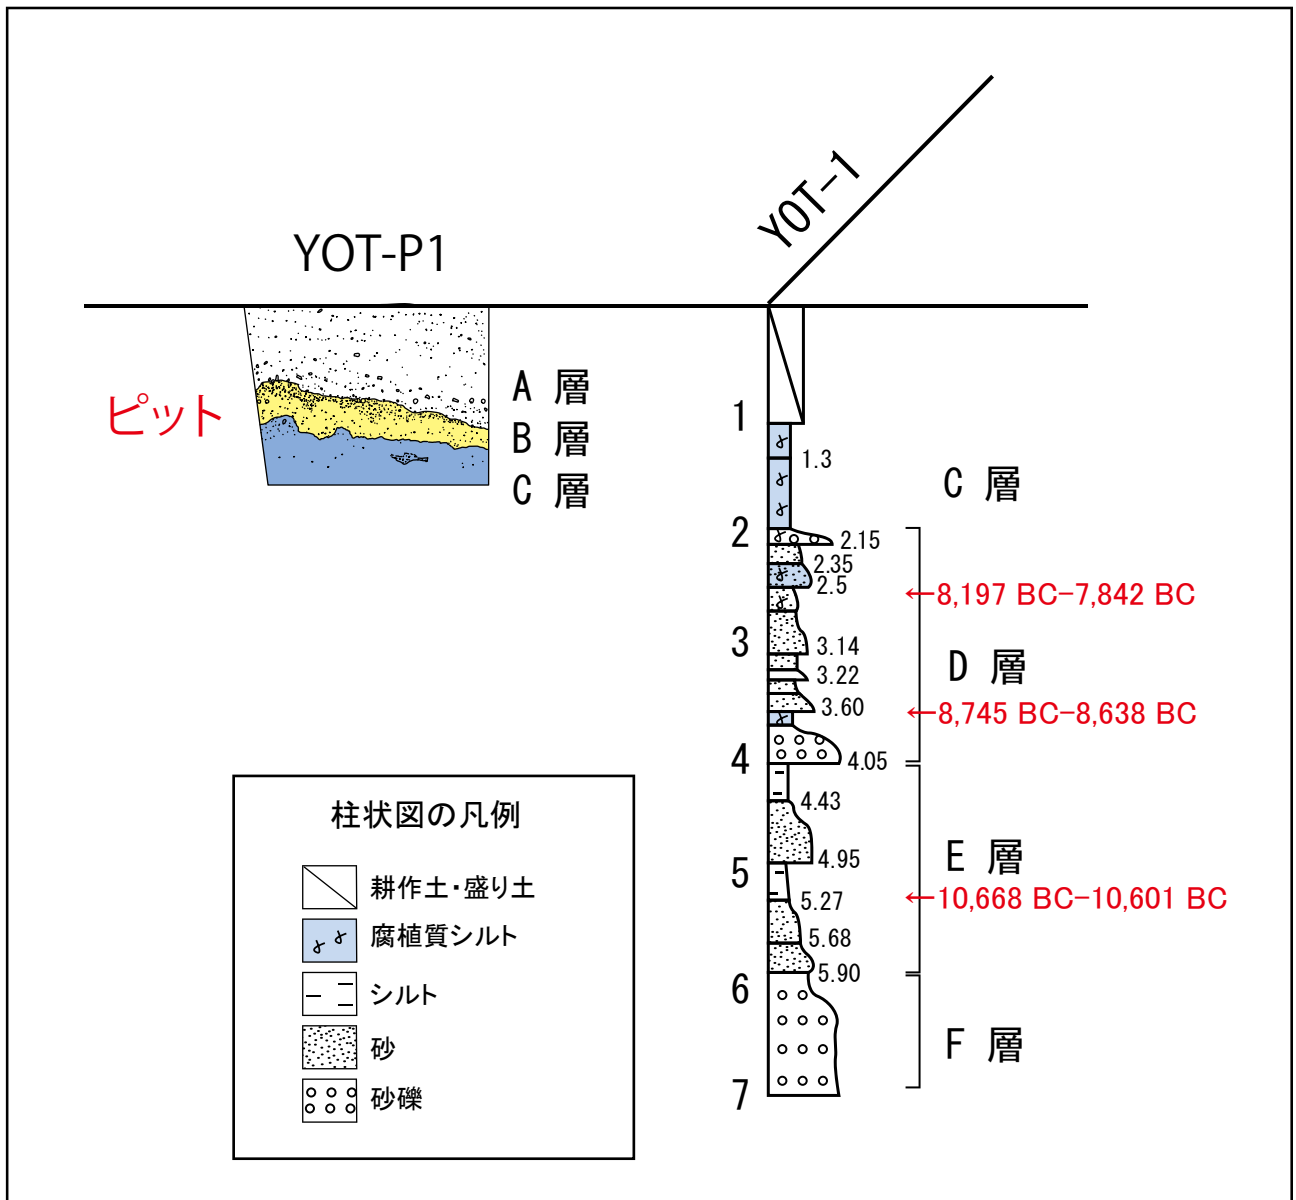 YOT-1
YOT-P1
ピット
A 層
B 層
C 層
1
1.3
C 層
2
2.15
2.35
2.5
←8,197 BC−7,842 BC
3
3.14
D 層
3.22
3.60
←8,745 BC−8,638 BC
4
4.05
4.43
E 層
4.95
5
5.27
←10,668 BC−10,601 BC
5.68
5.90
6
F 層
7
柱状図の凡例
耕作土・盛り土
腐植質シルト
シルト
砂
砂礫